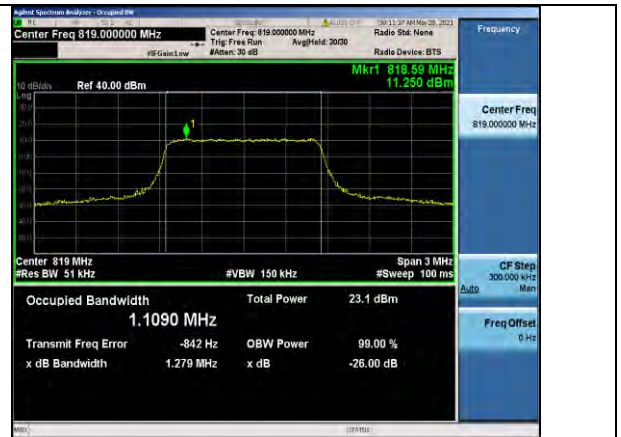 Agilent Spectrum Analyzer - Occupied BW
Center Freq 819.000000 MHz
Center Freq: 819.000000 MHz
Trig: Free Run Avg|Hold: 30/30
#IFGain:Low #Atten: 30 dB
Radio Std: None
Radio Device: BTS
Frequency
Mkr1 818.59 MHz
11.250 dBm
10 dB/div Ref 40.00 dBm
Log
1
Center Freq
819.000000 MHz
Center 819 MHz Span 3 MHz
#Res BW 51 kHz #VBW 150 kHz #Sweep 100 ms
CF Step
300.000 kHz
Auto Man
Occupied Bandwidth Total Power 23.1 dBm
1.1090 MHz
Freq Offset
0 Hz
Transmit Freq Error -842 Hz OBW Power 99.00 %
x dB Bandwidth 1.279 MHz x dB -26.00 dB
MSG STATUS